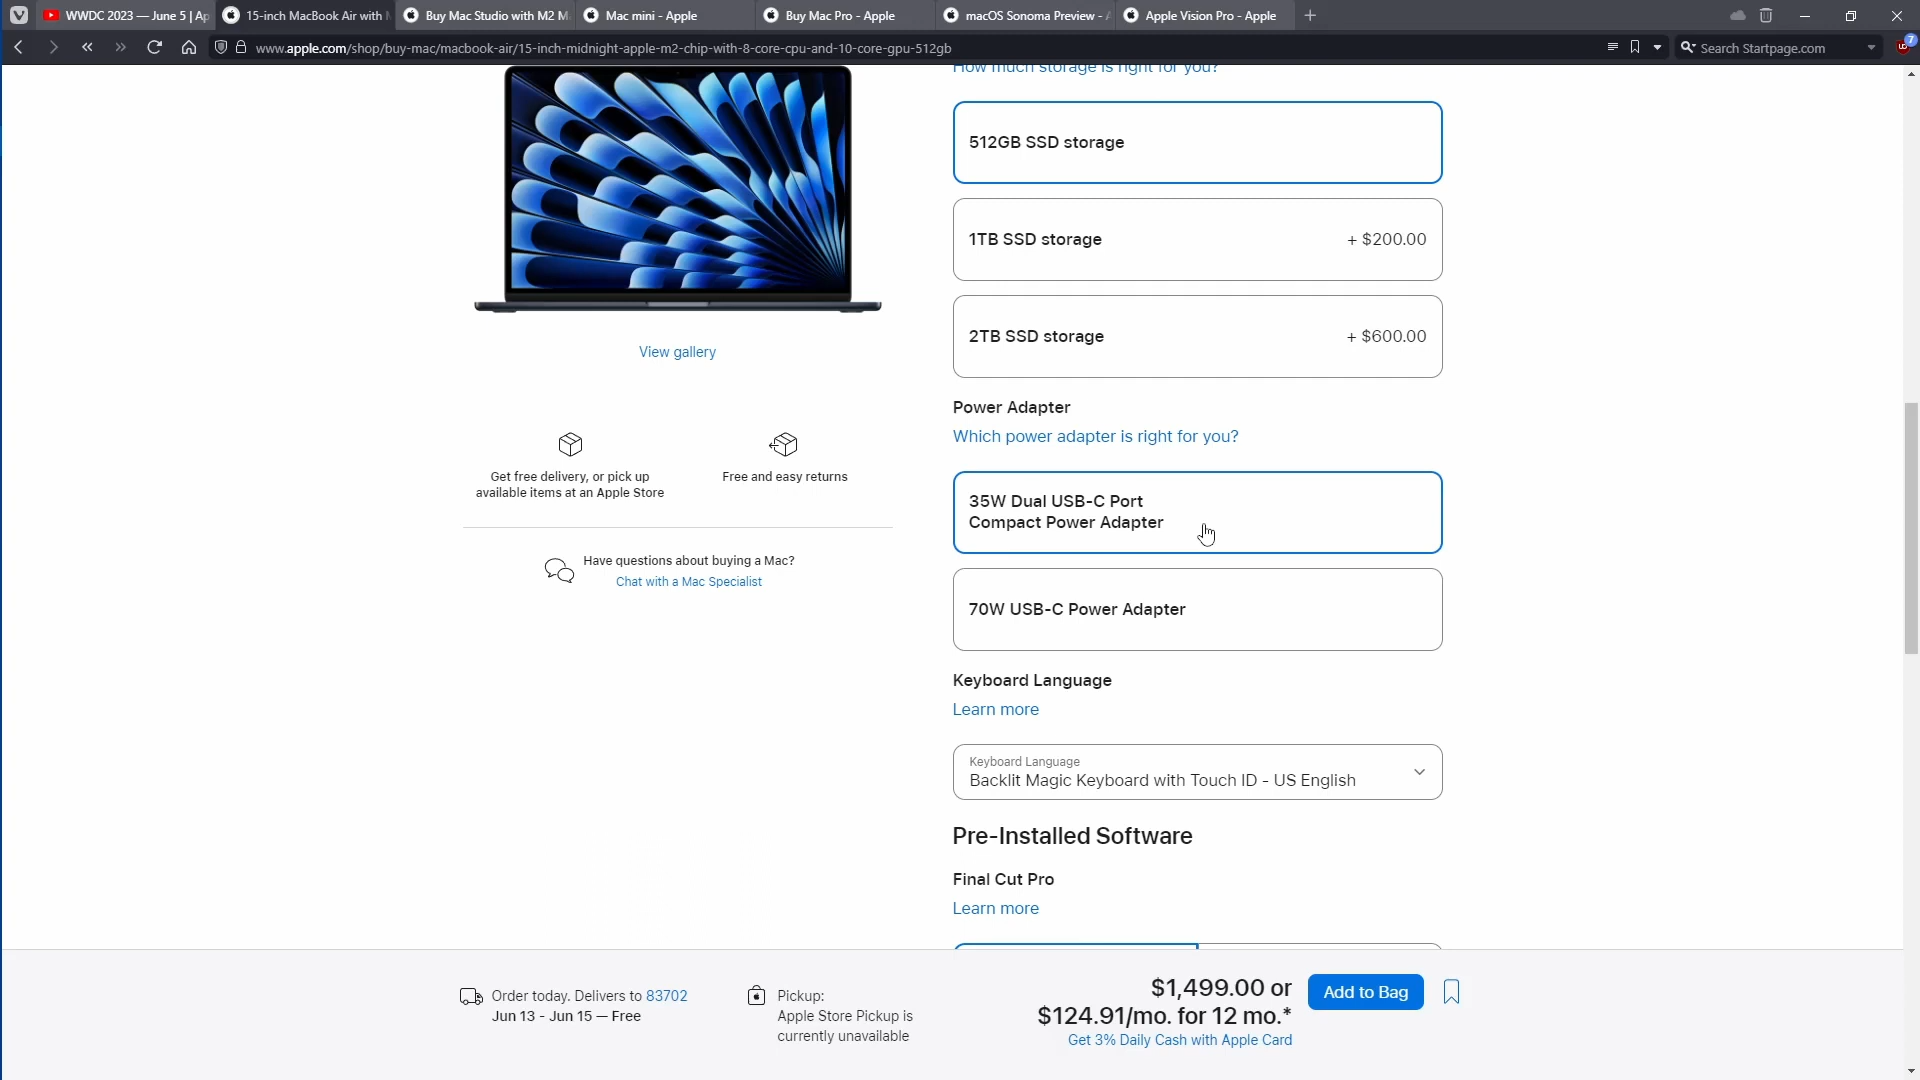 WWDC 2023 — June 5 | Ap
15-inch MacBook Air with
Buy Mac Studio with M2 M
Mac mini - Apple
Buy Mac Pro - Apple
macOS Sonoma Preview -
Apple Vision Pro - Apple
www.apple.com/shop/buy-mac/macbook-air/15-inch-midnight-apple-m2-chip-with-8-core-cpu-and-10-core-gpu-512gb
Search Startpage.com
7
How much storage is right for you?
512GB SSD storage
1TB SSD storage + $200.00
2TB SSD storage + $600.00
View gallery
Get free delivery, or pick up
available items at an Apple Store
Free and easy returns
Have questions about buying a Mac?
Chat with a Mac Specialist
Power Adapter
Which power adapter is right for you?
35W Dual USB-C Port
Compact Power Adapter
70W USB-C Power Adapter
Keyboard Language
Learn more
Keyboard Language
Backlit Magic Keyboard with Touch ID - US English
Pre-Installed Software
Final Cut Pro
Learn more
Order today. Delivers to 83702
Jun 13 - Jun 15 — Free
Pickup:
Apple Store Pickup is
currently unavailable
$1,499.00 or
$124.91/mo. for 12 mo.*
Get 3% Daily Cash with Apple Card
Add to Bag